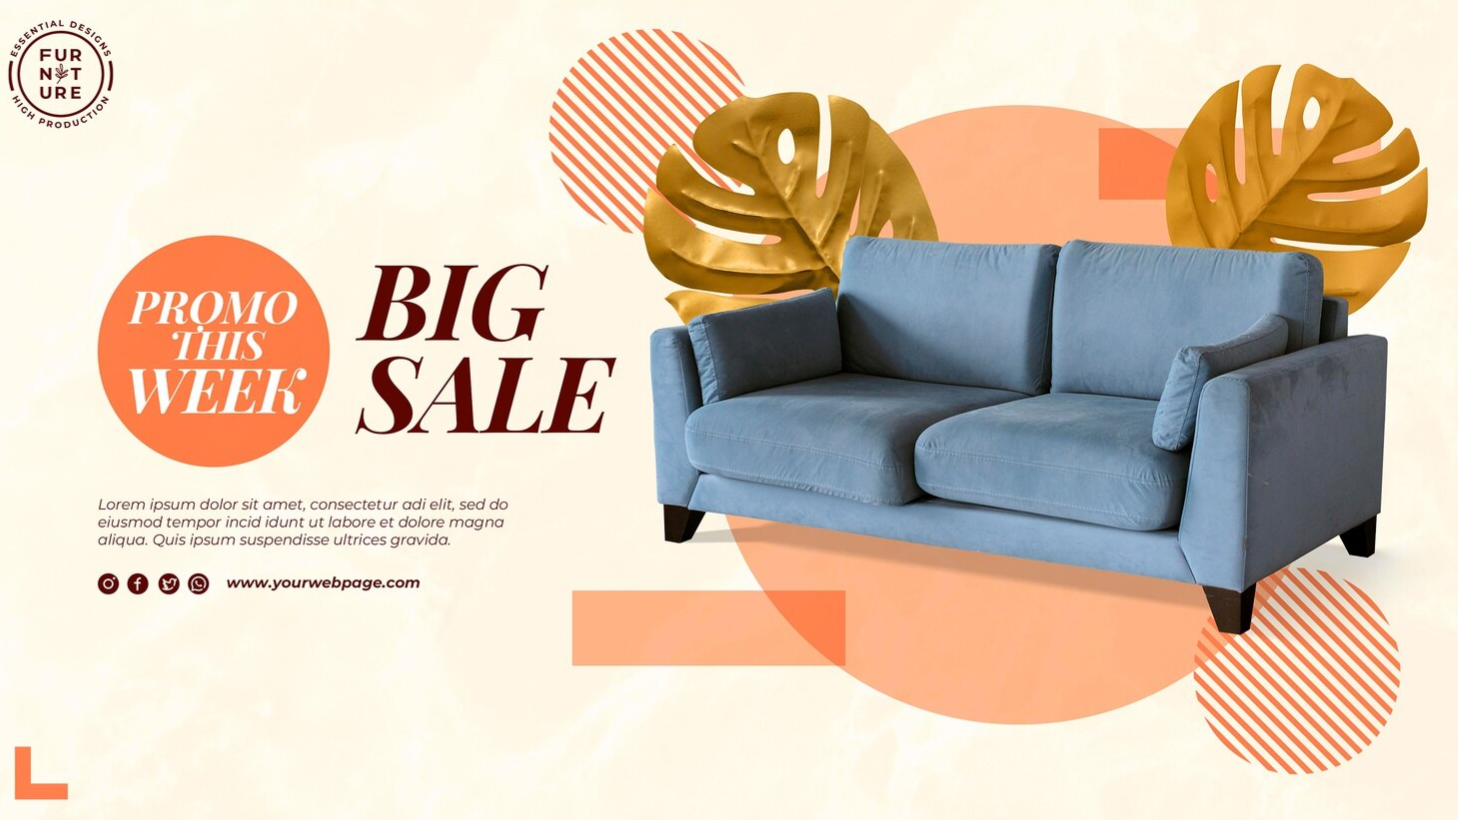 ESSENTIAL DESIGNS
FUR
N T
URE
HIGH PRODUCTION
PROMO
THIS
WEEK
BIG
SALE
Lorem ipsum dolor sit amet, consectetur adi elit, sed do
eiusmod tempor incid idunt ut labore et dolore magna
aliqua. Quis ipsum suspendisse ultrices gravida.
www.yourwebpage.com